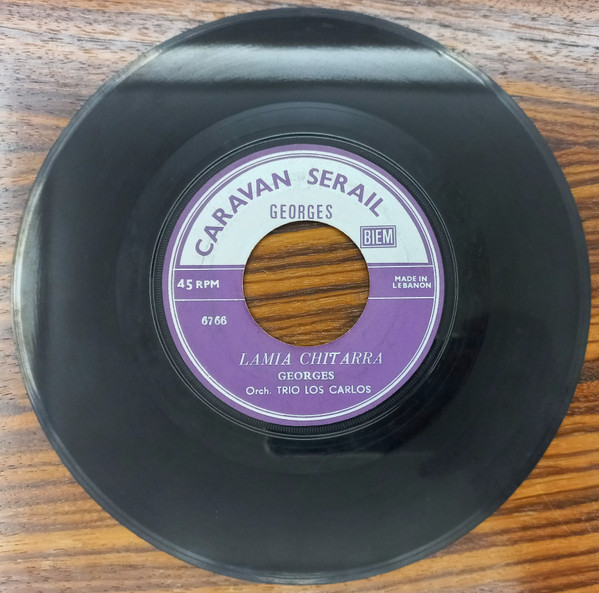 CARAVAN SERAIL
GEORGES
BIEM
45 RPM
MADE IN
LEBANON
6766
LAMIA CHITARRA
GEORGES
Orch. TRIO LOS CARLOS